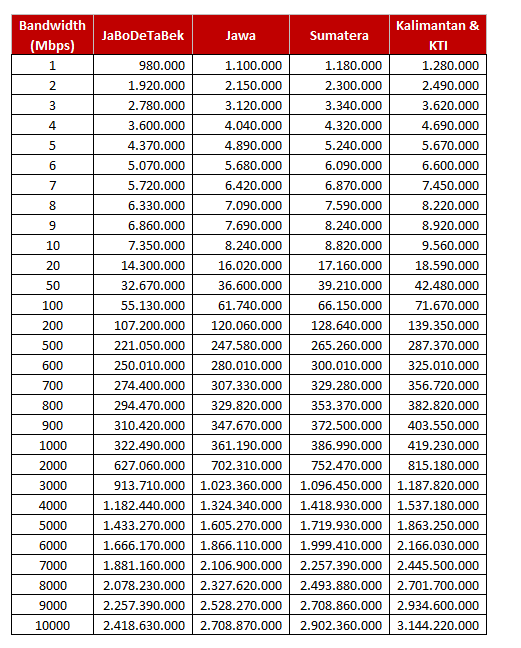 Bandwidth (Mbps) JaBoDeTaBek Jawa Sumatera Kalimantan & KTI
1 980.000 1.100.000 1.180.000 1.280.000
2 1.920.000 2.150.000 2.300.000 2.490.000
3 2.780.000 3.120.000 3.340.000 3.620.000
4 3.600.000 4.040.000 4.320.000 4.690.000
5 4.370.000 4.890.000 5.240.000 5.670.000
6 5.070.000 5.680.000 6.090.000 6.600.000
7 5.720.000 6.420.000 6.870.000 7.450.000
8 6.330.000 7.090.000 7.590.000 8.220.000
9 6.860.000 7.690.000 8.240.000 8.920.000
10 7.350.000 8.240.000 8.820.000 9.560.000
20 14.300.000 16.020.000 17.160.000 18.590.000
50 32.670.000 36.600.000 39.210.000 42.480.000
100 55.130.000 61.740.000 66.150.000 71.670.000
200 107.200.000 120.060.000 128.640.000 139.350.000
500 221.050.000 247.580.000 265.260.000 287.370.000
600 250.010.000 280.010.000 300.010.000 325.010.000
700 274.400.000 307.330.000 329.280.000 356.720.000
800 294.470.000 329.820.000 353.370.000 382.820.000
900 310.420.000 347.670.000 372.500.000 403.550.000
1000 322.490.000 361.190.000 386.990.000 419.230.000
2000 627.060.000 702.310.000 752.470.000 815.180.000
3000 913.710.000 1.023.360.000 1.096.450.000 1.187.820.000
4000 1.182.440.000 1.324.340.000 1.418.930.000 1.537.180.000
5000 1.433.270.000 1.605.270.000 1.719.930.000 1.863.250.000
6000 1.666.170.000 1.866.110.000 1.999.410.000 2.166.030.000
7000 1.881.160.000 2.106.900.000 2.257.390.000 2.445.500.000
8000 2.078.230.000 2.327.620.000 2.493.880.000 2.701.700.000
9000 2.257.390.000 2.528.270.000 2.708.860.000 2.934.600.000
10000 2.418.630.000 2.708.870.000 2.902.360.000 3.144.220.000